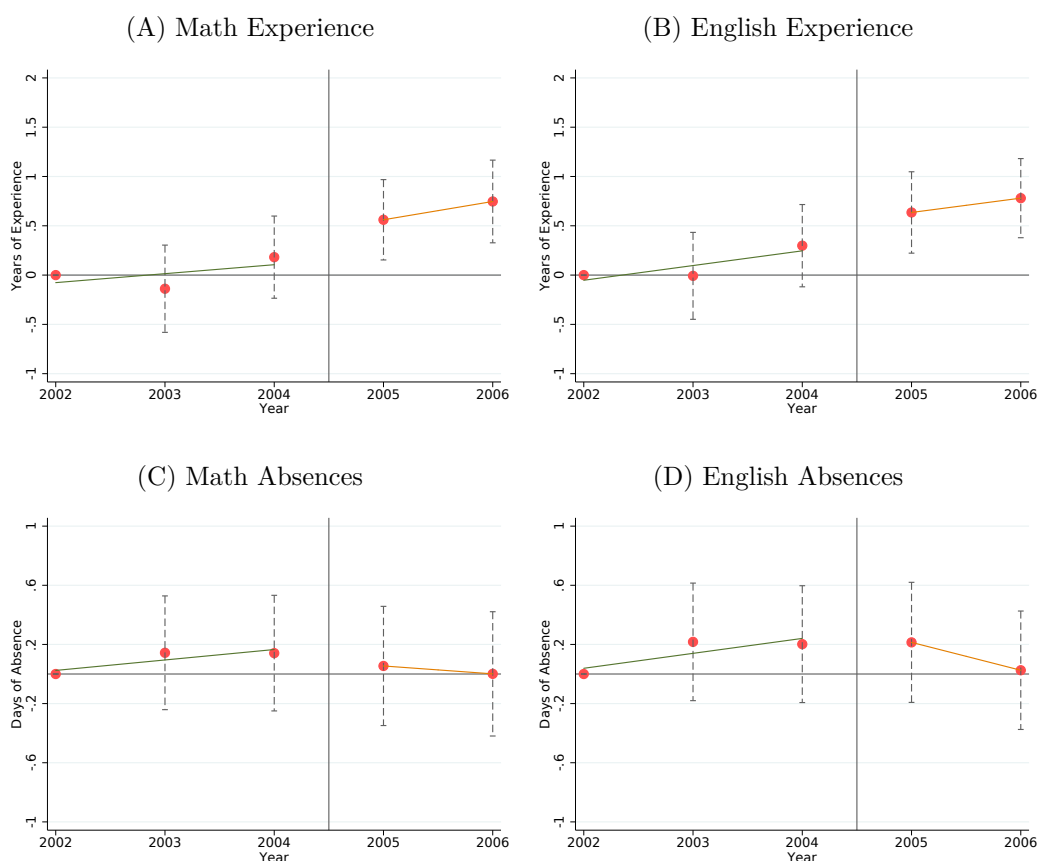 (A) Math Experience
(B) English Experience
Years of Experience
2
1.5
1
.5
0
-.5
-1
2002 2003 2004 2005 2006
Year
Years of Experience
2
1.5
1
.5
0
-.5
-1
2002 2003 2004 2005 2006
Year
(C) Math Absences
(D) English Absences
Days of Absence
1
.6
.2
-.2
-.6
-1
2002 2003 2004 2005 2006
Year
Days of Absence
1
.6
.2
-.2
-.6
-1
2002 2003 2004 2005 2006
Year